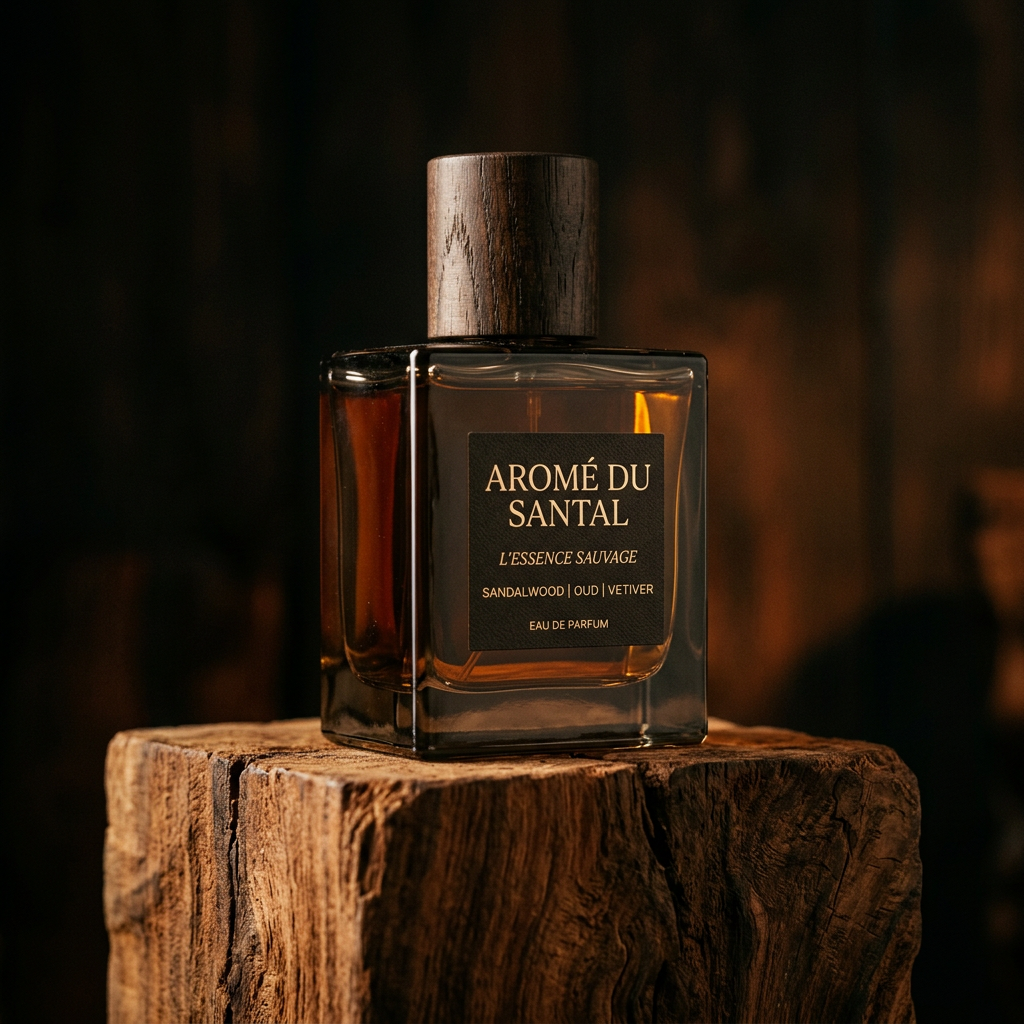 AROMÉ DU
SANTAL
L'ESSENCE SAUVAGE
SANDALWOOD | OUD | VETIVER
EAU DE PARFUM